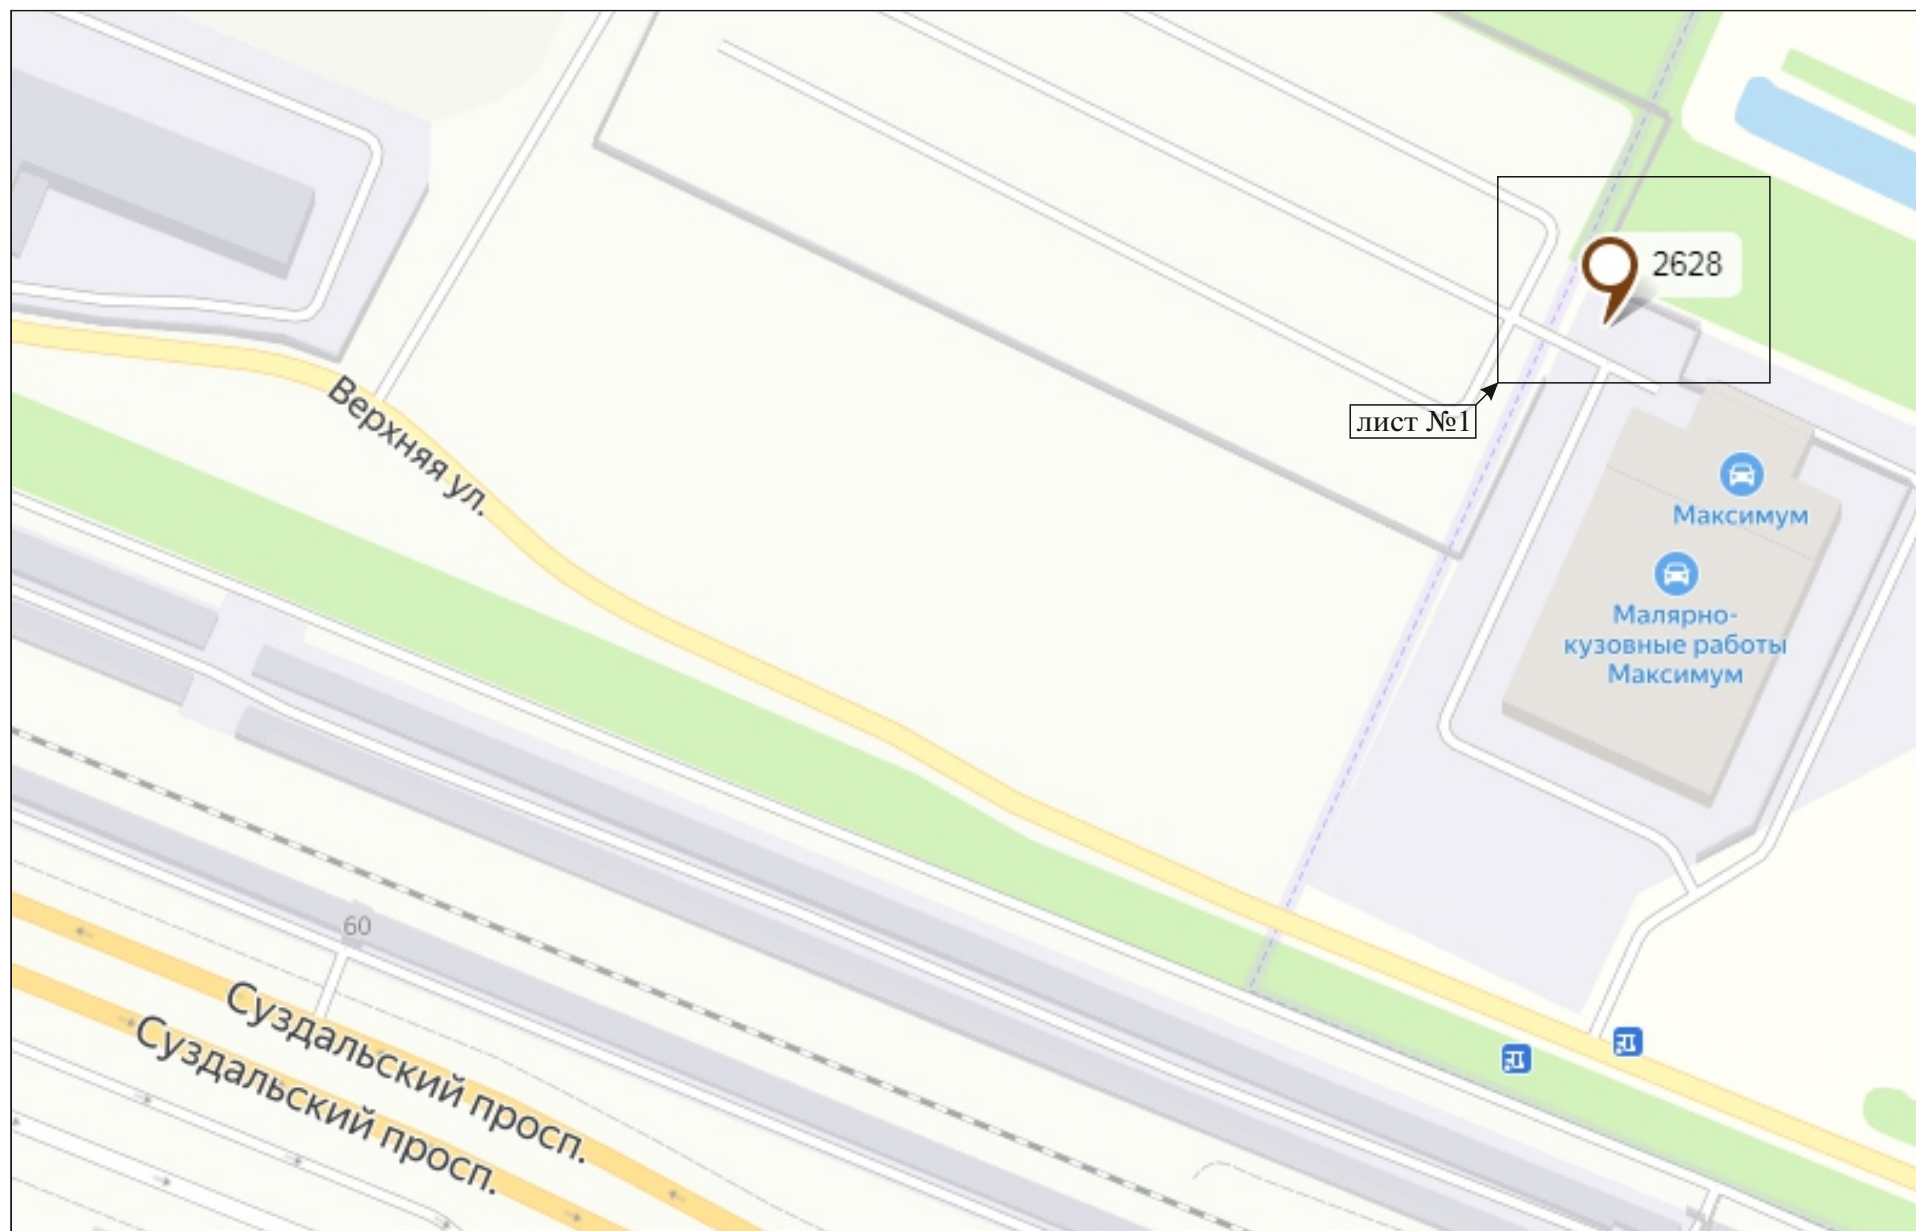 2628
лист №1
Верхняя ул.
Максимум
Малярно-
кузовные работы
Максимум
60
Суздальский просп.
Суздальский просп.